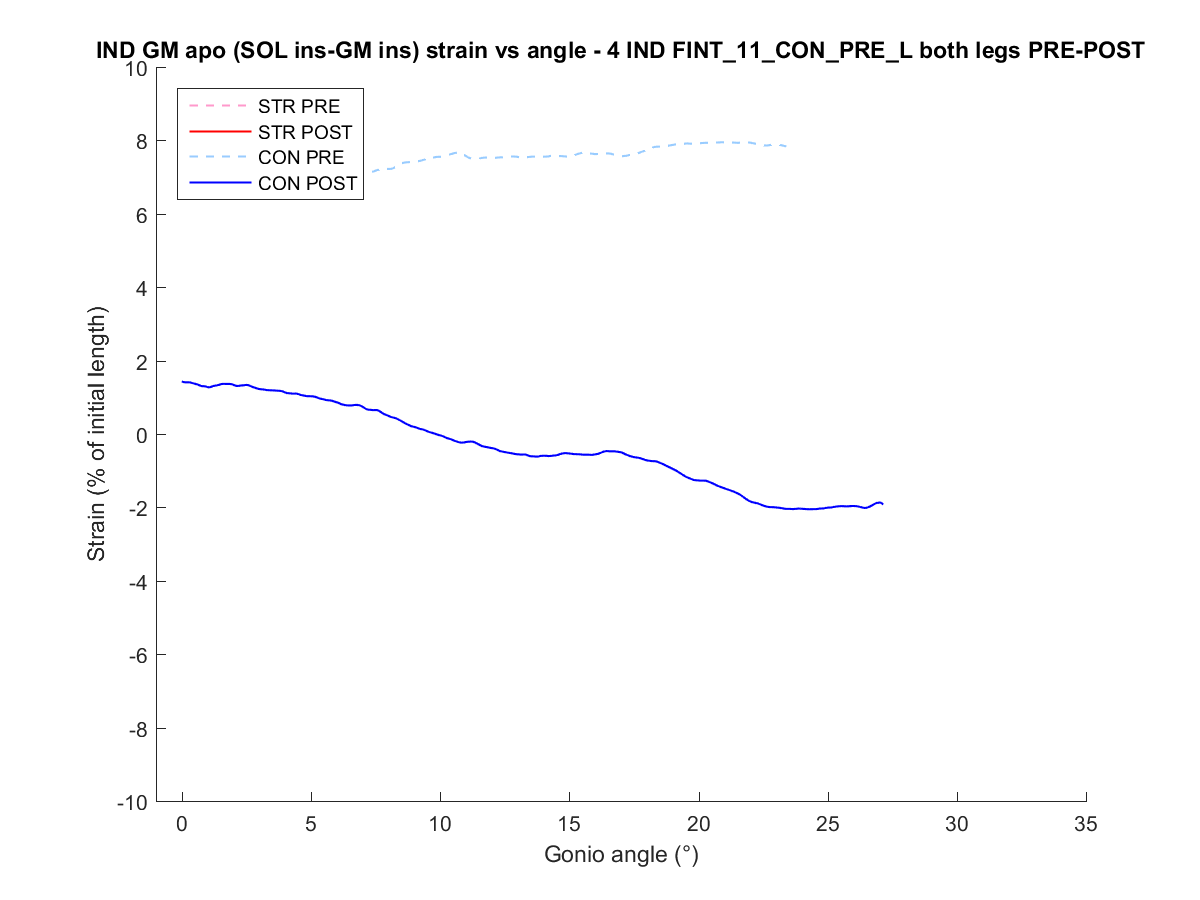 IND GM apo (SOL ins-GM ins) strain vs angle - 4 IND FINT_11_CON_PRE_L both legs PRE-POST
STR PRE
STR POST
CON PRE
CON POST
10
8
6
4
2
0
-2
-4
-6
-8
-10
Strain (% of initial length)
0 5 10 15 20 25 30 35
Gonio angle (°)